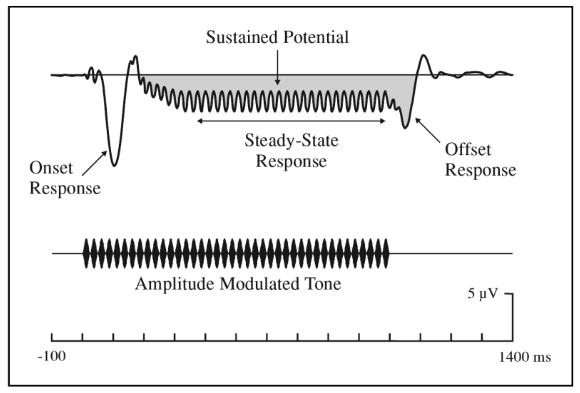 Sustained Potential
Steady-State
Response
Onset
Response
Offset
Response
Amplitude Modulated Tone
5 µV
-100
1400 ms